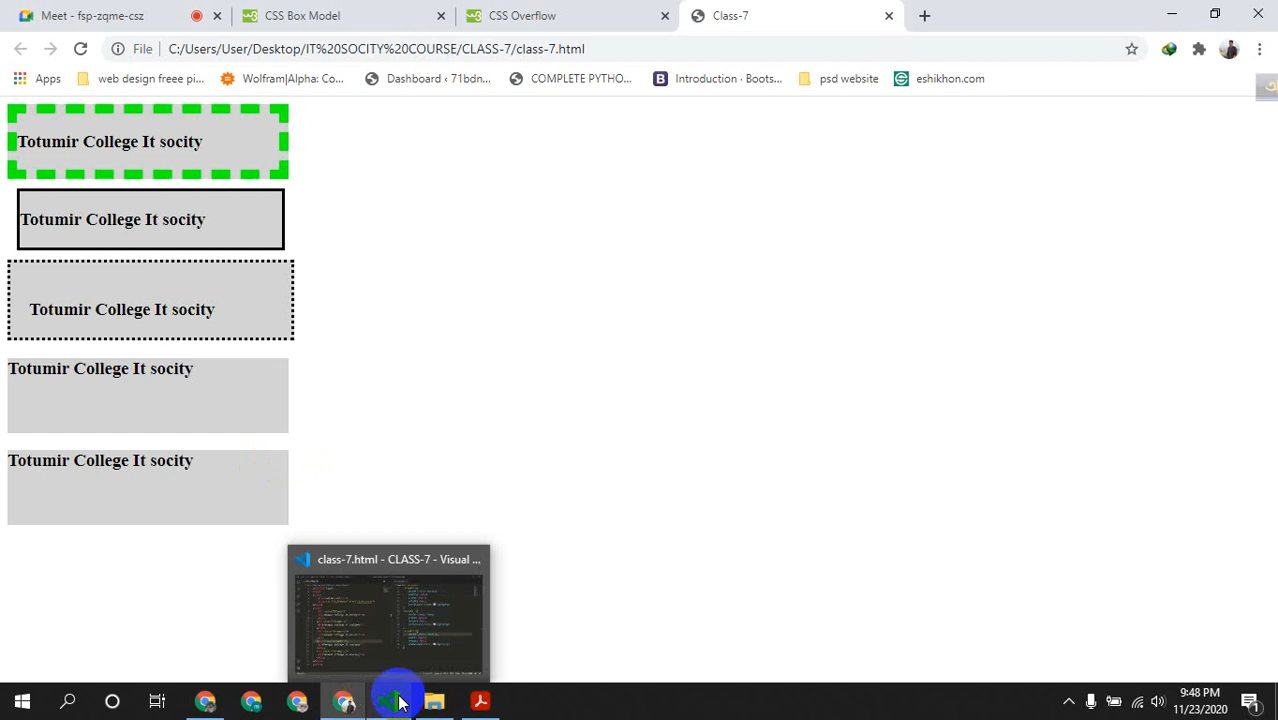 Meet - fsp-zqme-csz
CSS Box Model
CSS Overflow
Class-7
File
C:/Users/User/Desktop/IT%20SOCITY%20COURSE/CLASS-7/class-7.html
Apps
web design freee pi...
Wolfram|Alpha: Co...
Dashboard ‹ 71bdn...
COMPLETE PYTHO...
Introduction · Boots...
psd website
eshikhon.com
Totumir College It socity
Totumir College It socity
Totumir College It socity
Totumir College It socity
Totumir College It socity
class-7.html - CLASS-7 - Visual ...
9:48 PM
11/23/2020